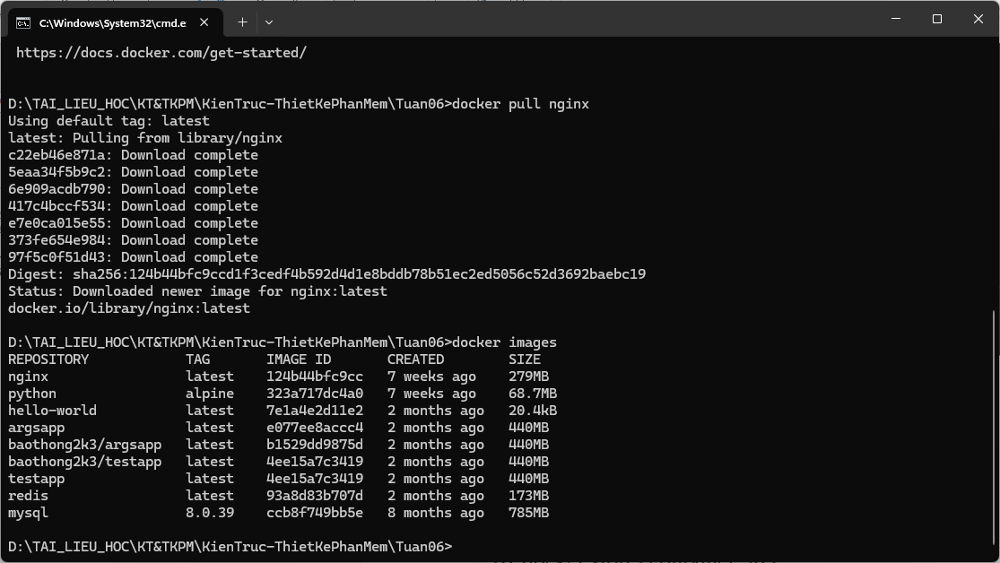 C:\Windows\System32\cmd.e
https://docs.docker.com/get-started/
D:\TAI_LIEU_HOC\KT&TKPM\KienTruc-ThietKePhanMem\Tuan06>docker pull nginx
Using default tag: latest
latest: Pulling from library/nginx
c22eb46e871a: Download complete
5eaa34f5b9c2: Download complete
6e909acdb790: Download complete
417c4bccf534: Download complete
e7e0ca015e55: Download complete
373fe654e984: Download complete
97f5c0f51d43: Download complete
Digest: sha256:124b44bfc9ccd1f3cedf4b592d4d1e8bddb78b51ec2ed5056c52d3692baebc19
Status: Downloaded newer image for nginx:latest
docker.io/library/nginx:latest
D:\TAI_LIEU_HOC\KT&TKPM\KienTruc-ThietKePhanMem\Tuan06>docker images
REPOSITORY TAG IMAGE ID CREATED SIZE
nginx latest 124b44bfc9cc 7 weeks ago 279MB
python alpine 323a717dc4a0 7 weeks ago 68.7MB
hello-world latest 7e1a4e2d11e2 2 months ago 20.4kB
argsapp latest e077ee8accc4 2 months ago 440MB
baothong2k3/argsapp latest b1529dd9875d 2 months ago 440MB
baothong2k3/testapp latest 4ee15a7c3419 2 months ago 440MB
testapp latest 4ee15a7c3419 2 months ago 440MB
redis latest 93a8d83b707d 2 months ago 173MB
mysql 8.0.39 ccb8f749bb5e 8 months ago 785MB
D:\TAI_LIEU_HOC\KT&TKPM\KienTruc-ThietKePhanMem\Tuan06>